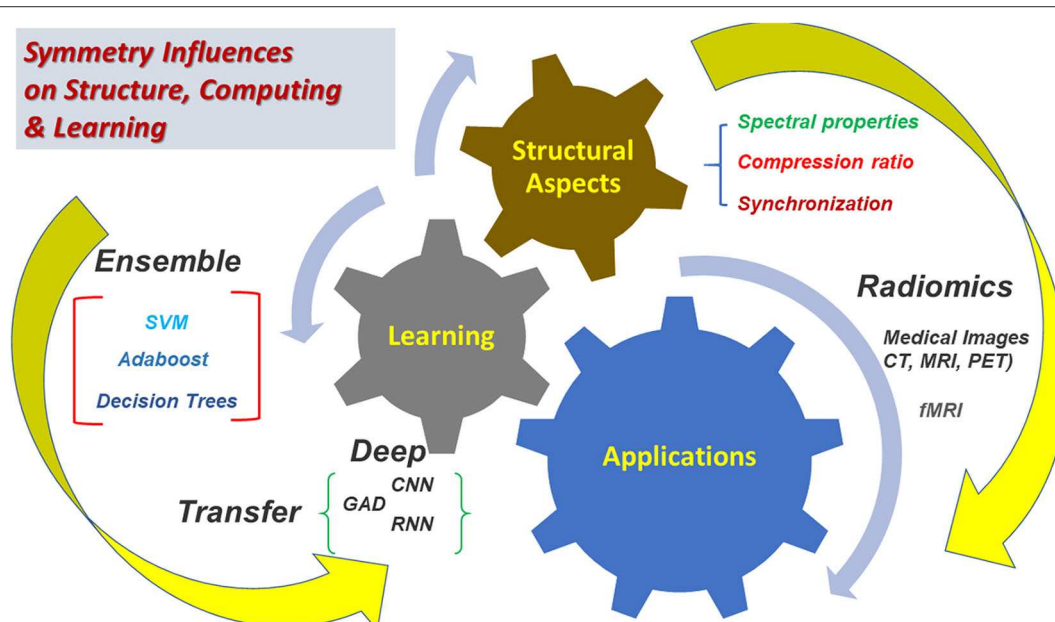 Symmetry Influences
on Structure, Computing
& Learning
Structural
Aspects
Spectral properties
Compression ratio
Synchronization
Ensemble
SVM
Adaboost
Decision Trees
Learning
Radiomics
Medical Images
CT, MRI, PET)
fMRI
Applications
Deep
Transfer
CNN
GAD
RNN